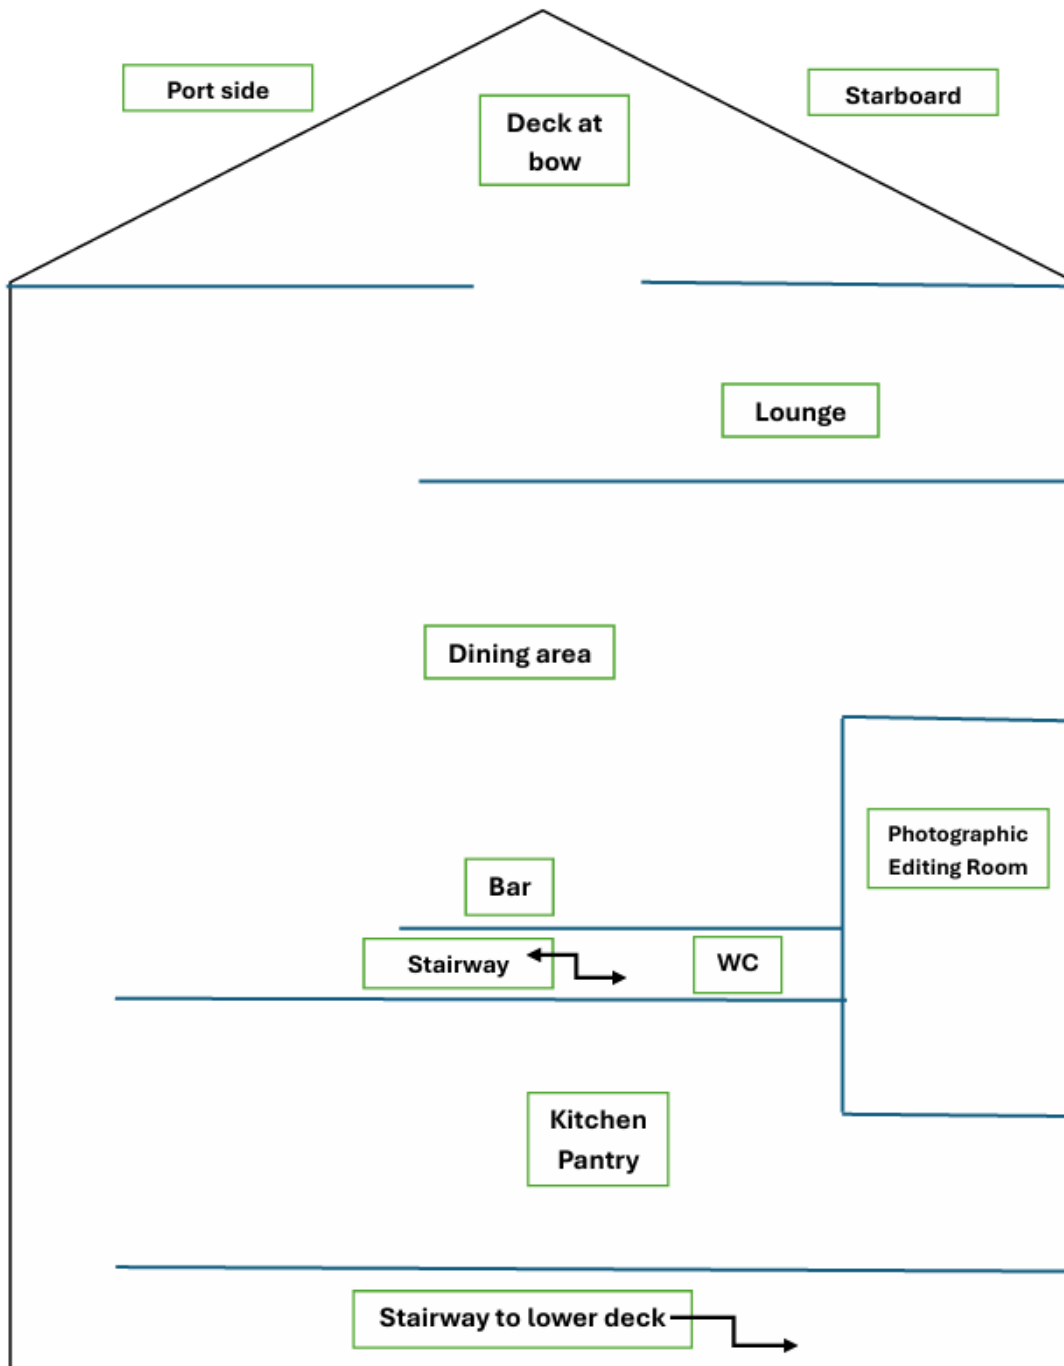 Port side
Starboard
Deck at
bow
Lounge
Dining area
Photographic
Editing Room
Bar
Stairway
WC
Kitchen
Pantry
Stairway to lower deck